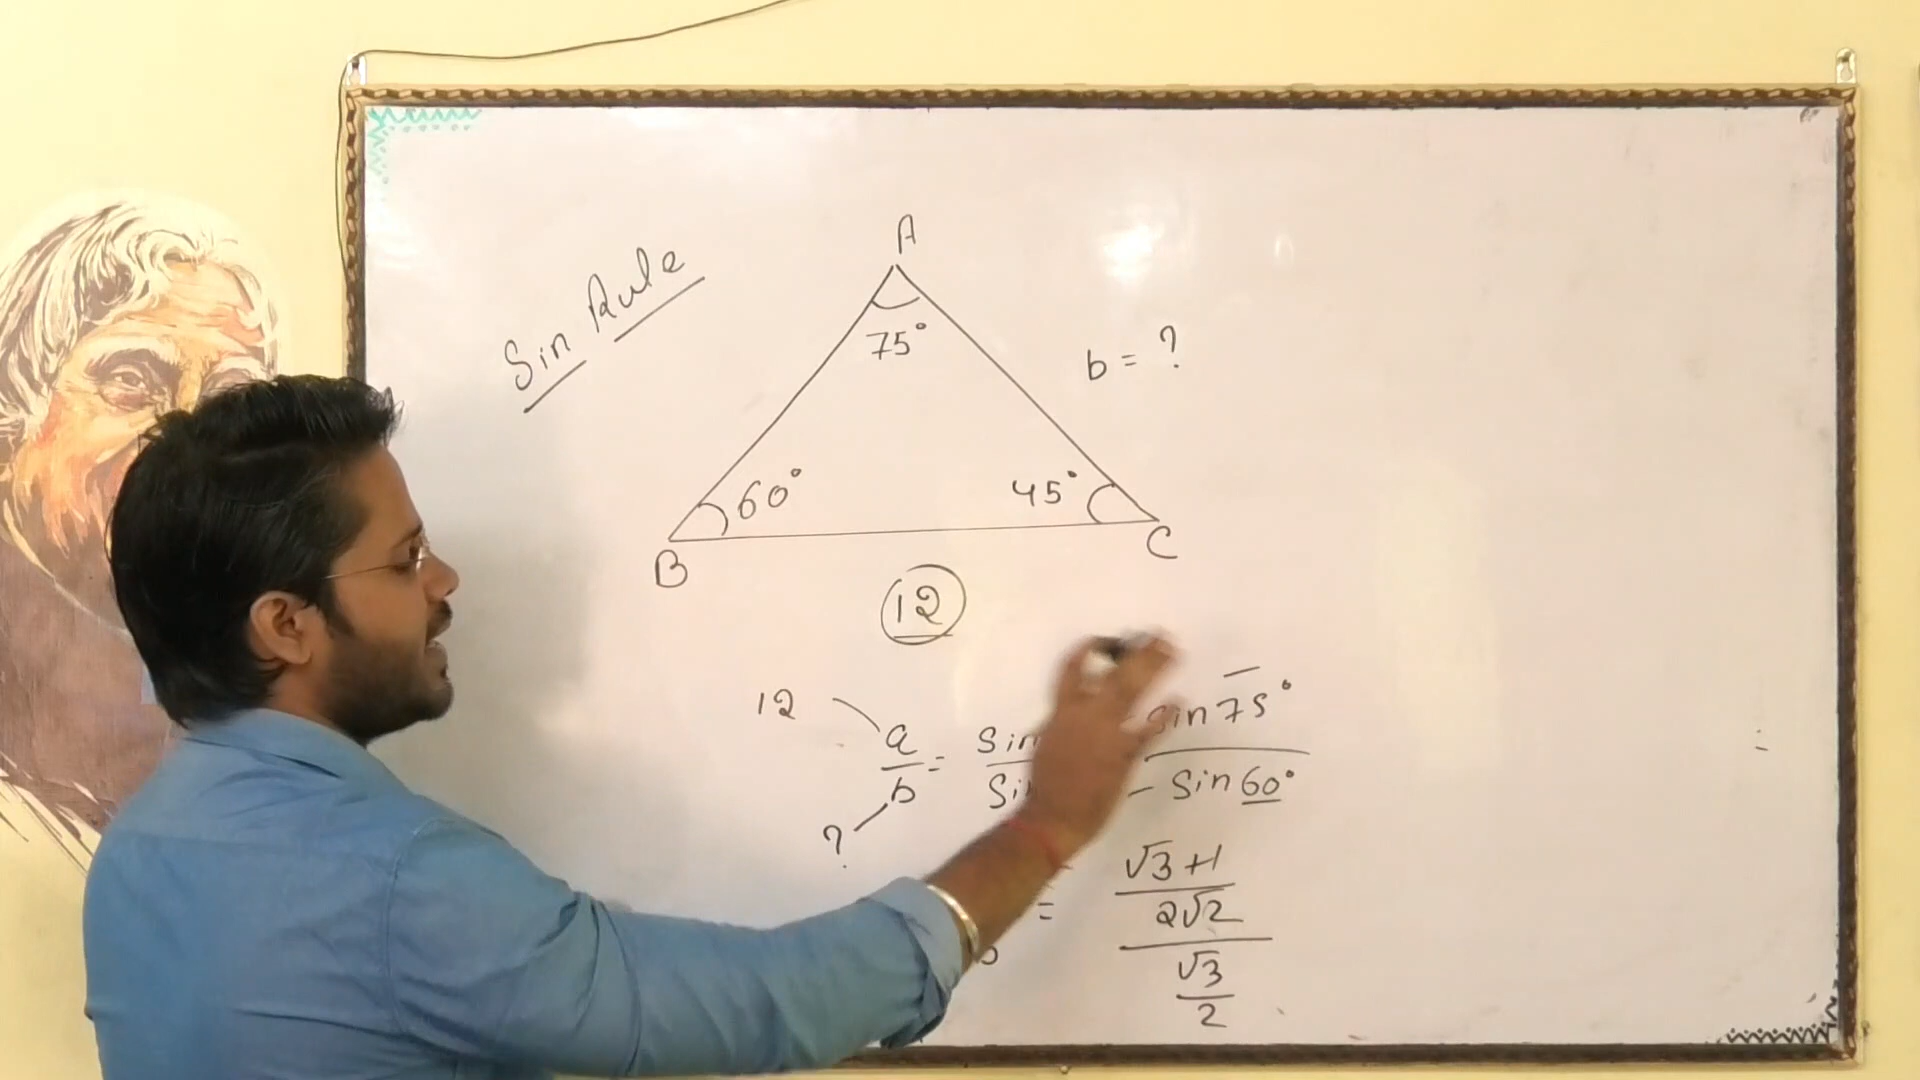 Sin Rule
A
75°
b = ?
60°
45°
B
C
12
12
a/b = Sin / Sin
sin 75° / Sin 60°
?
= (√3+1 / 2√2) / (√3 / 2)
b